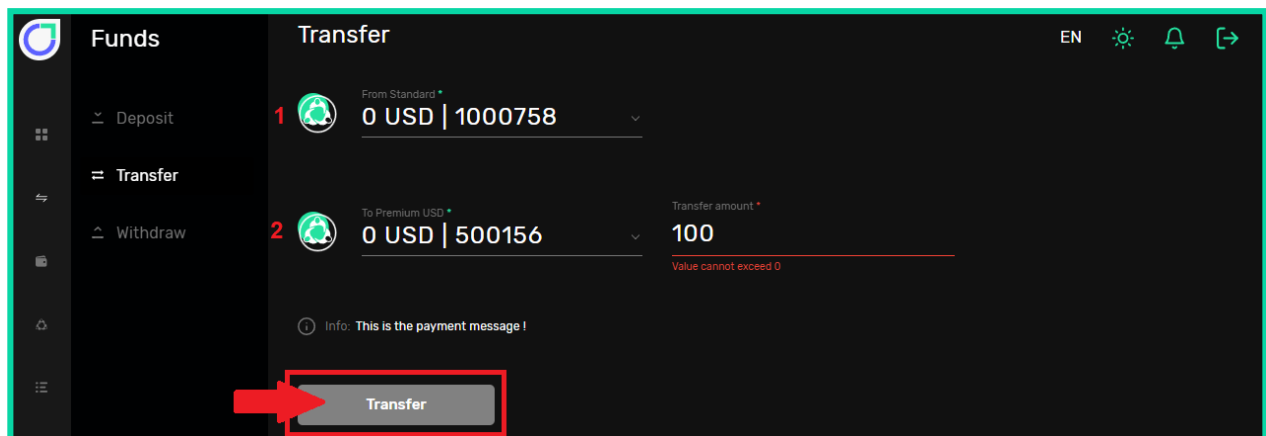 Funds
Transfer
EN
Deposit
Transfer
Withdraw
1
From Standard *
0 USD | 1000758
2
To Premium USD *
0 USD | 500156
Transfer amount *
100
Value cannot exceed 0
Info: This is the payment message !
Transfer